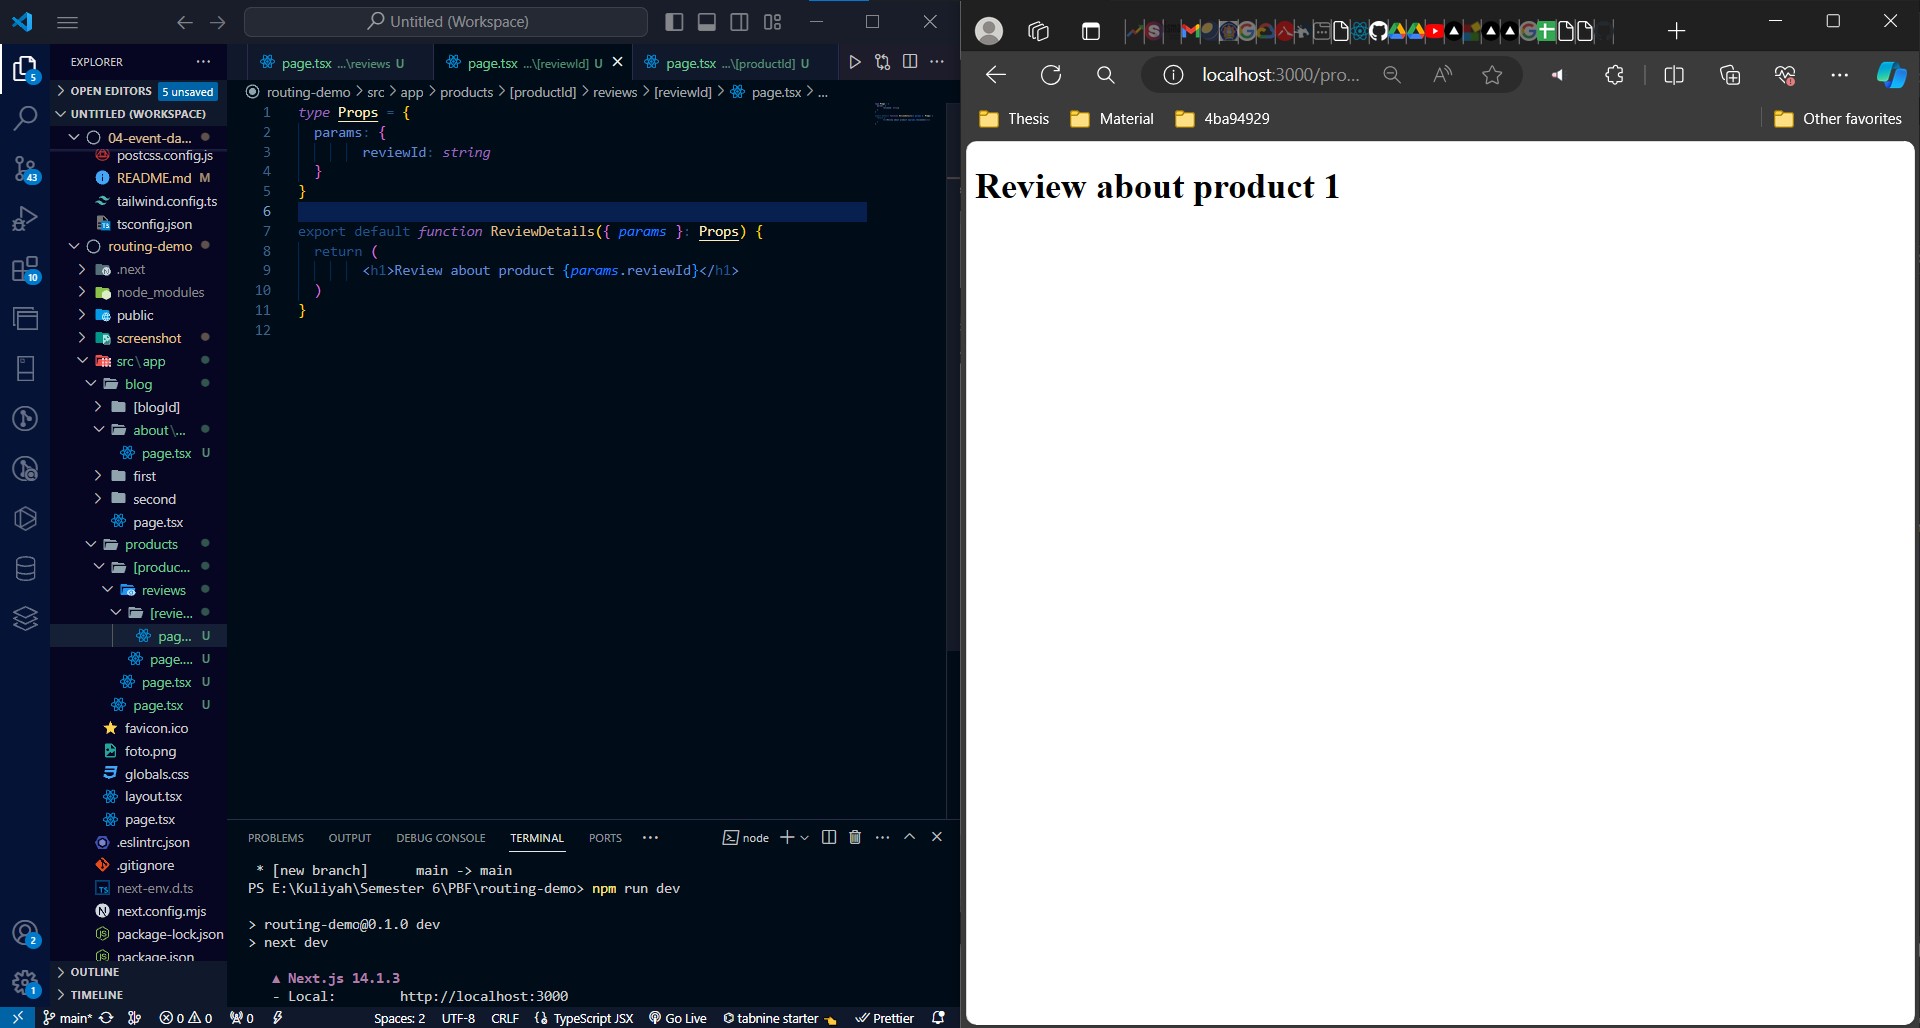 Untitled (Workspace)
EXPLORER
OPEN EDITORS 5 unsaved
UNTITLED (WORKSPACE)
04-event-da...
postcss.config.js
README.md M
tailwind.config.ts
tsconfig.json
routing-demo
.next
node_modules
public
screenshot
src\app
blog
[blogId]
about\...
page.tsx U
first
second
page.tsx
products
[produc...
reviews
[revie...
pag... U
page.... U
page.tsx U
page.tsx U
favicon.ico
foto.png
globals.css
layout.tsx
page.tsx
.eslintrc.json
.gitignore
next-env.d.ts
next.config.mjs
package-lock.json
package.json
OUTLINE
TIMELINE
5
43
10
2
1
page.tsx ...\reviews U
page.tsx ...\[reviewId] U
page.tsx ...\[productId] U
routing-demo > src > app > products > [productId] > reviews > [reviewId] > page.tsx > ...
1 type Props = {
2 params: {
3 reviewId: string
4 }
5 }
6
7 export default function ReviewDetails({ params }: Props) {
8 return (
9 <h1>Review about product {params.reviewId}</h1>
10 )
11 }
12
PROBLEMS OUTPUT DEBUG CONSOLE TERMINAL PORTS node
* [new branch] main -> main
PS E:\Kuliyah\Semester 6\PBF\routing-demo> npm run dev
> routing-demo@0.1.0 dev
> next dev
▲ Next.js 14.1.3
- Local: http://localhost:3000
main* 0 0 0 Spaces: 2 UTF-8 CRLF TypeScript JSX Go Live tabnine starter Prettier
localhost:3000/pro...
Thesis Material 4ba94929 Other favorites
Review about product 1